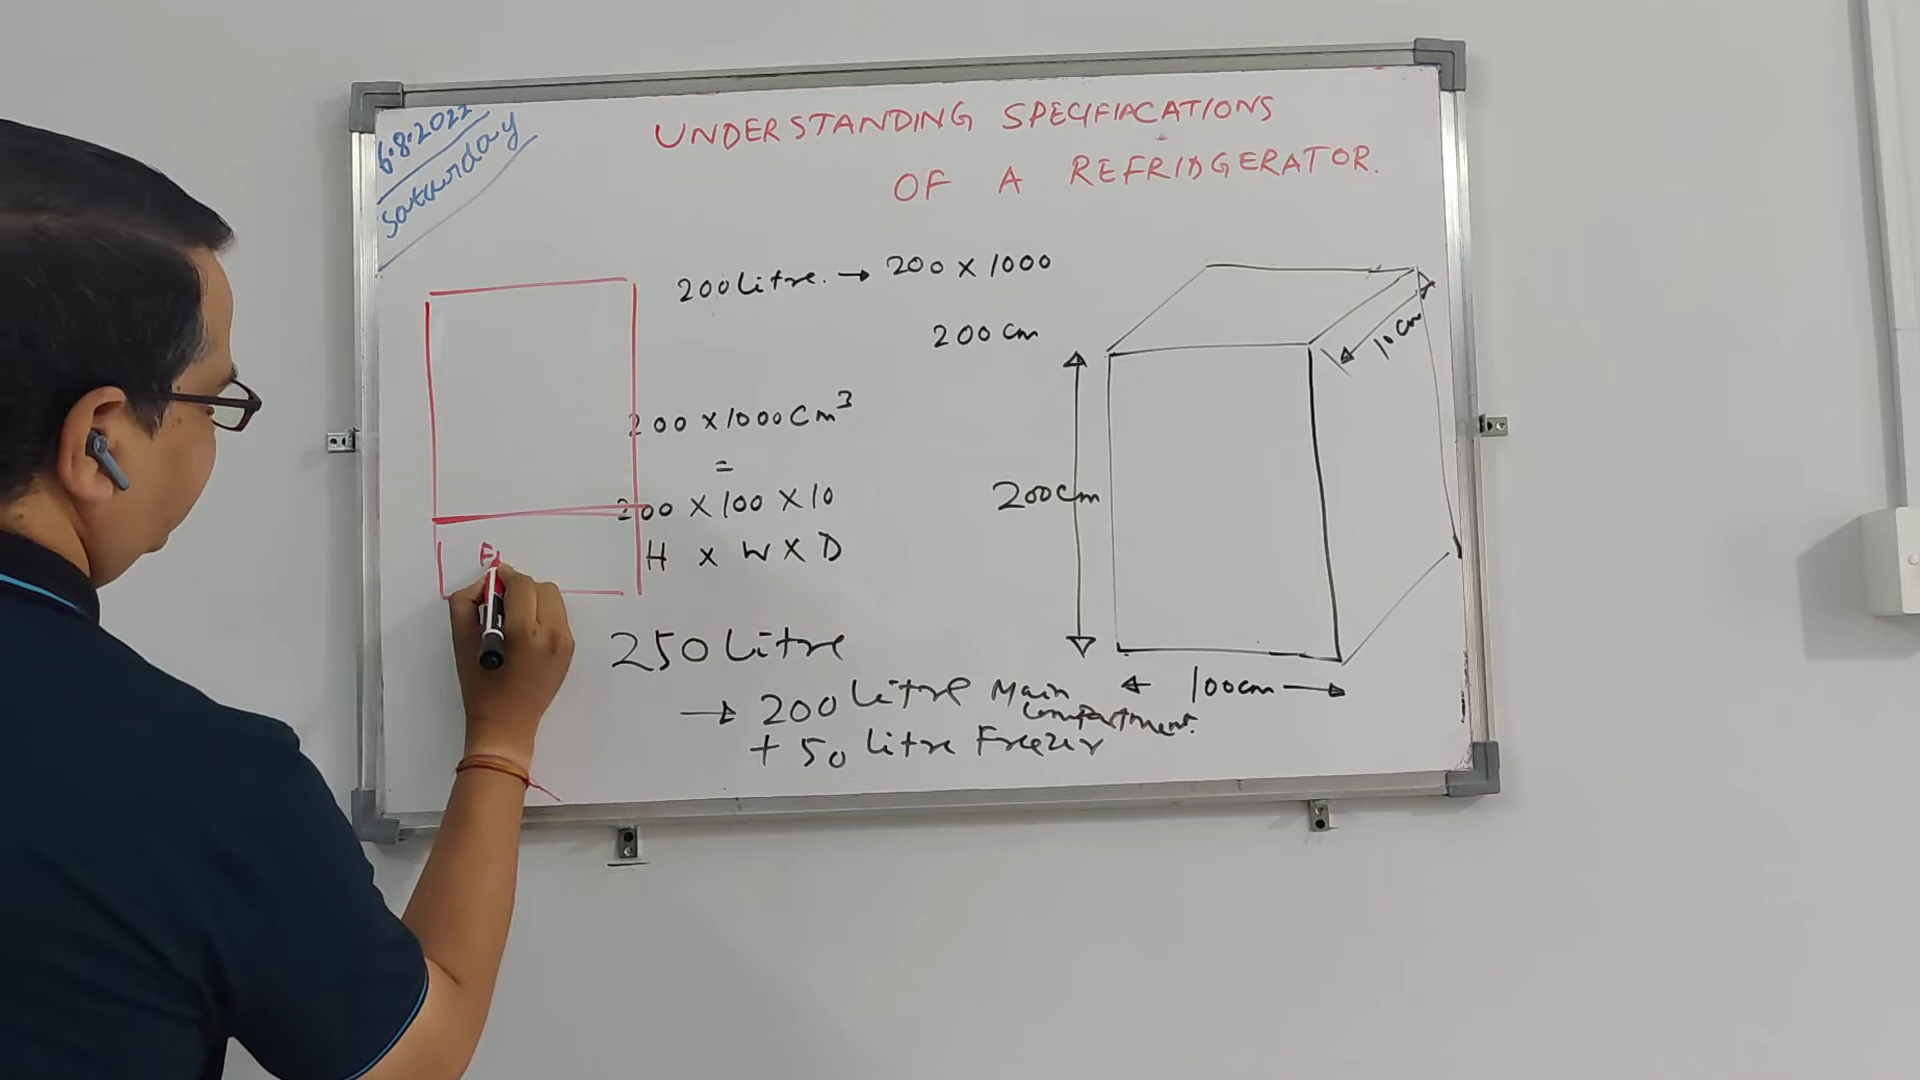 6.8.2022
Saturday
UNDERSTANDING SPECIFIACATIONS
OF A REFRIDGERATOR.
200 Litre. → 200 X 1000
200 cm
10 cm
200 X 1000 Cm³
=
200 X 100 X 10
H X W X D
200cm
Fr
250 Litre
100cm
→ 200 Litre Main Compartment.
+ 50 litre Freezer